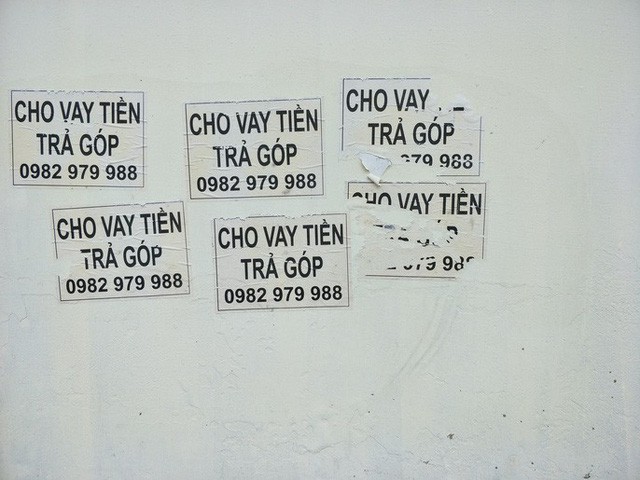 CHO VAY TIỀN
TRẢ GÓP
0982 979 988
CHO VAY TIỀN
TRẢ GÓP
0982 979 988
CHO VAY
TRẢ GÓP
979 988
CHO VAY TIỀN
TRẢ GÓP
0982 979 988
CHO VAY TIỀN
TRẢ GÓP
0982 979 988
CHO VAY TIỀN